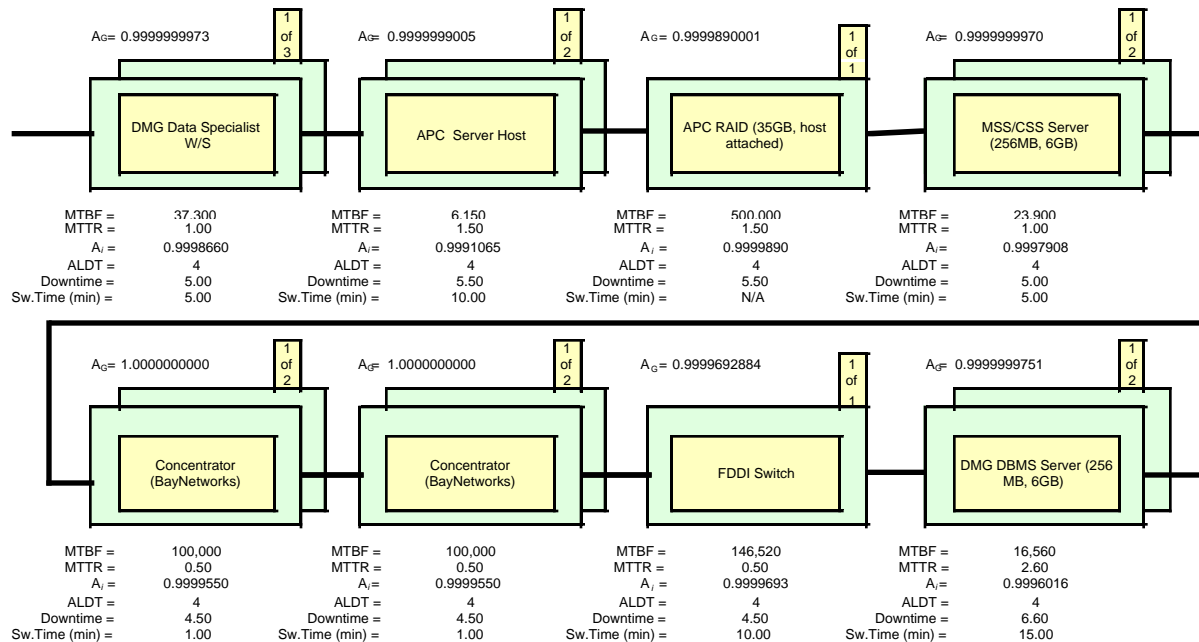 AG= 0.9999999973
1
of
3
DMG Data Specialist
W/S
MTBF = 37,300
MTTR = 1.00
Ai = 0.9998660
ALDT = 4
Downtime = 5.00
Sw.Time (min) = 5.00
AG= 0.9999999005
1
of
2
APC Server Host
MTBF = 6,150
MTTR = 1.50
Ai = 0.9991065
ALDT = 4
Downtime = 5.50
Sw.Time (min) = 10.00
AG= 0.9999890001
1
of
1
APC RAID (35GB, host
attached)
MTBF = 500,000
MTTR = 1.50
Ai = 0.9999890
ALDT = 4
Downtime = 5.50
Sw.Time (min) = N/A
AG= 0.9999999970
1
of
2
MSS/CSS Server
(256MB, 6GB)
MTBF = 23,900
MTTR = 1.00
Ai = 0.9997908
ALDT = 4
Downtime = 5.00
Sw.Time (min) = 5.00
AG= 1.0000000000
1
of
2
Concentrator
(BayNetworks)
MTBF = 100,000
MTTR = 0.50
Ai = 0.9999550
ALDT = 4
Downtime = 4.50
Sw.Time (min) = 1.00
AG= 1.0000000000
1
of
2
Concentrator
(BayNetworks)
MTBF = 100,000
MTTR = 0.50
Ai = 0.9999550
ALDT = 4
Downtime = 4.50
Sw.Time (min) = 1.00
AG= 0.9999692884
1
of
1
FDDI Switch
MTBF = 146,520
MTTR = 0.50
Ai = 0.9999693
ALDT = 4
Downtime = 4.50
Sw.Time (min) = 10.00
AG= 0.9999999751
1
of
2
DMG DBMS Server (256
MB, 6GB)
MTBF = 16,560
MTTR = 2.60
Ai = 0.9996016
ALDT = 4
Downtime = 6.60
Sw.Time (min) = 15.00